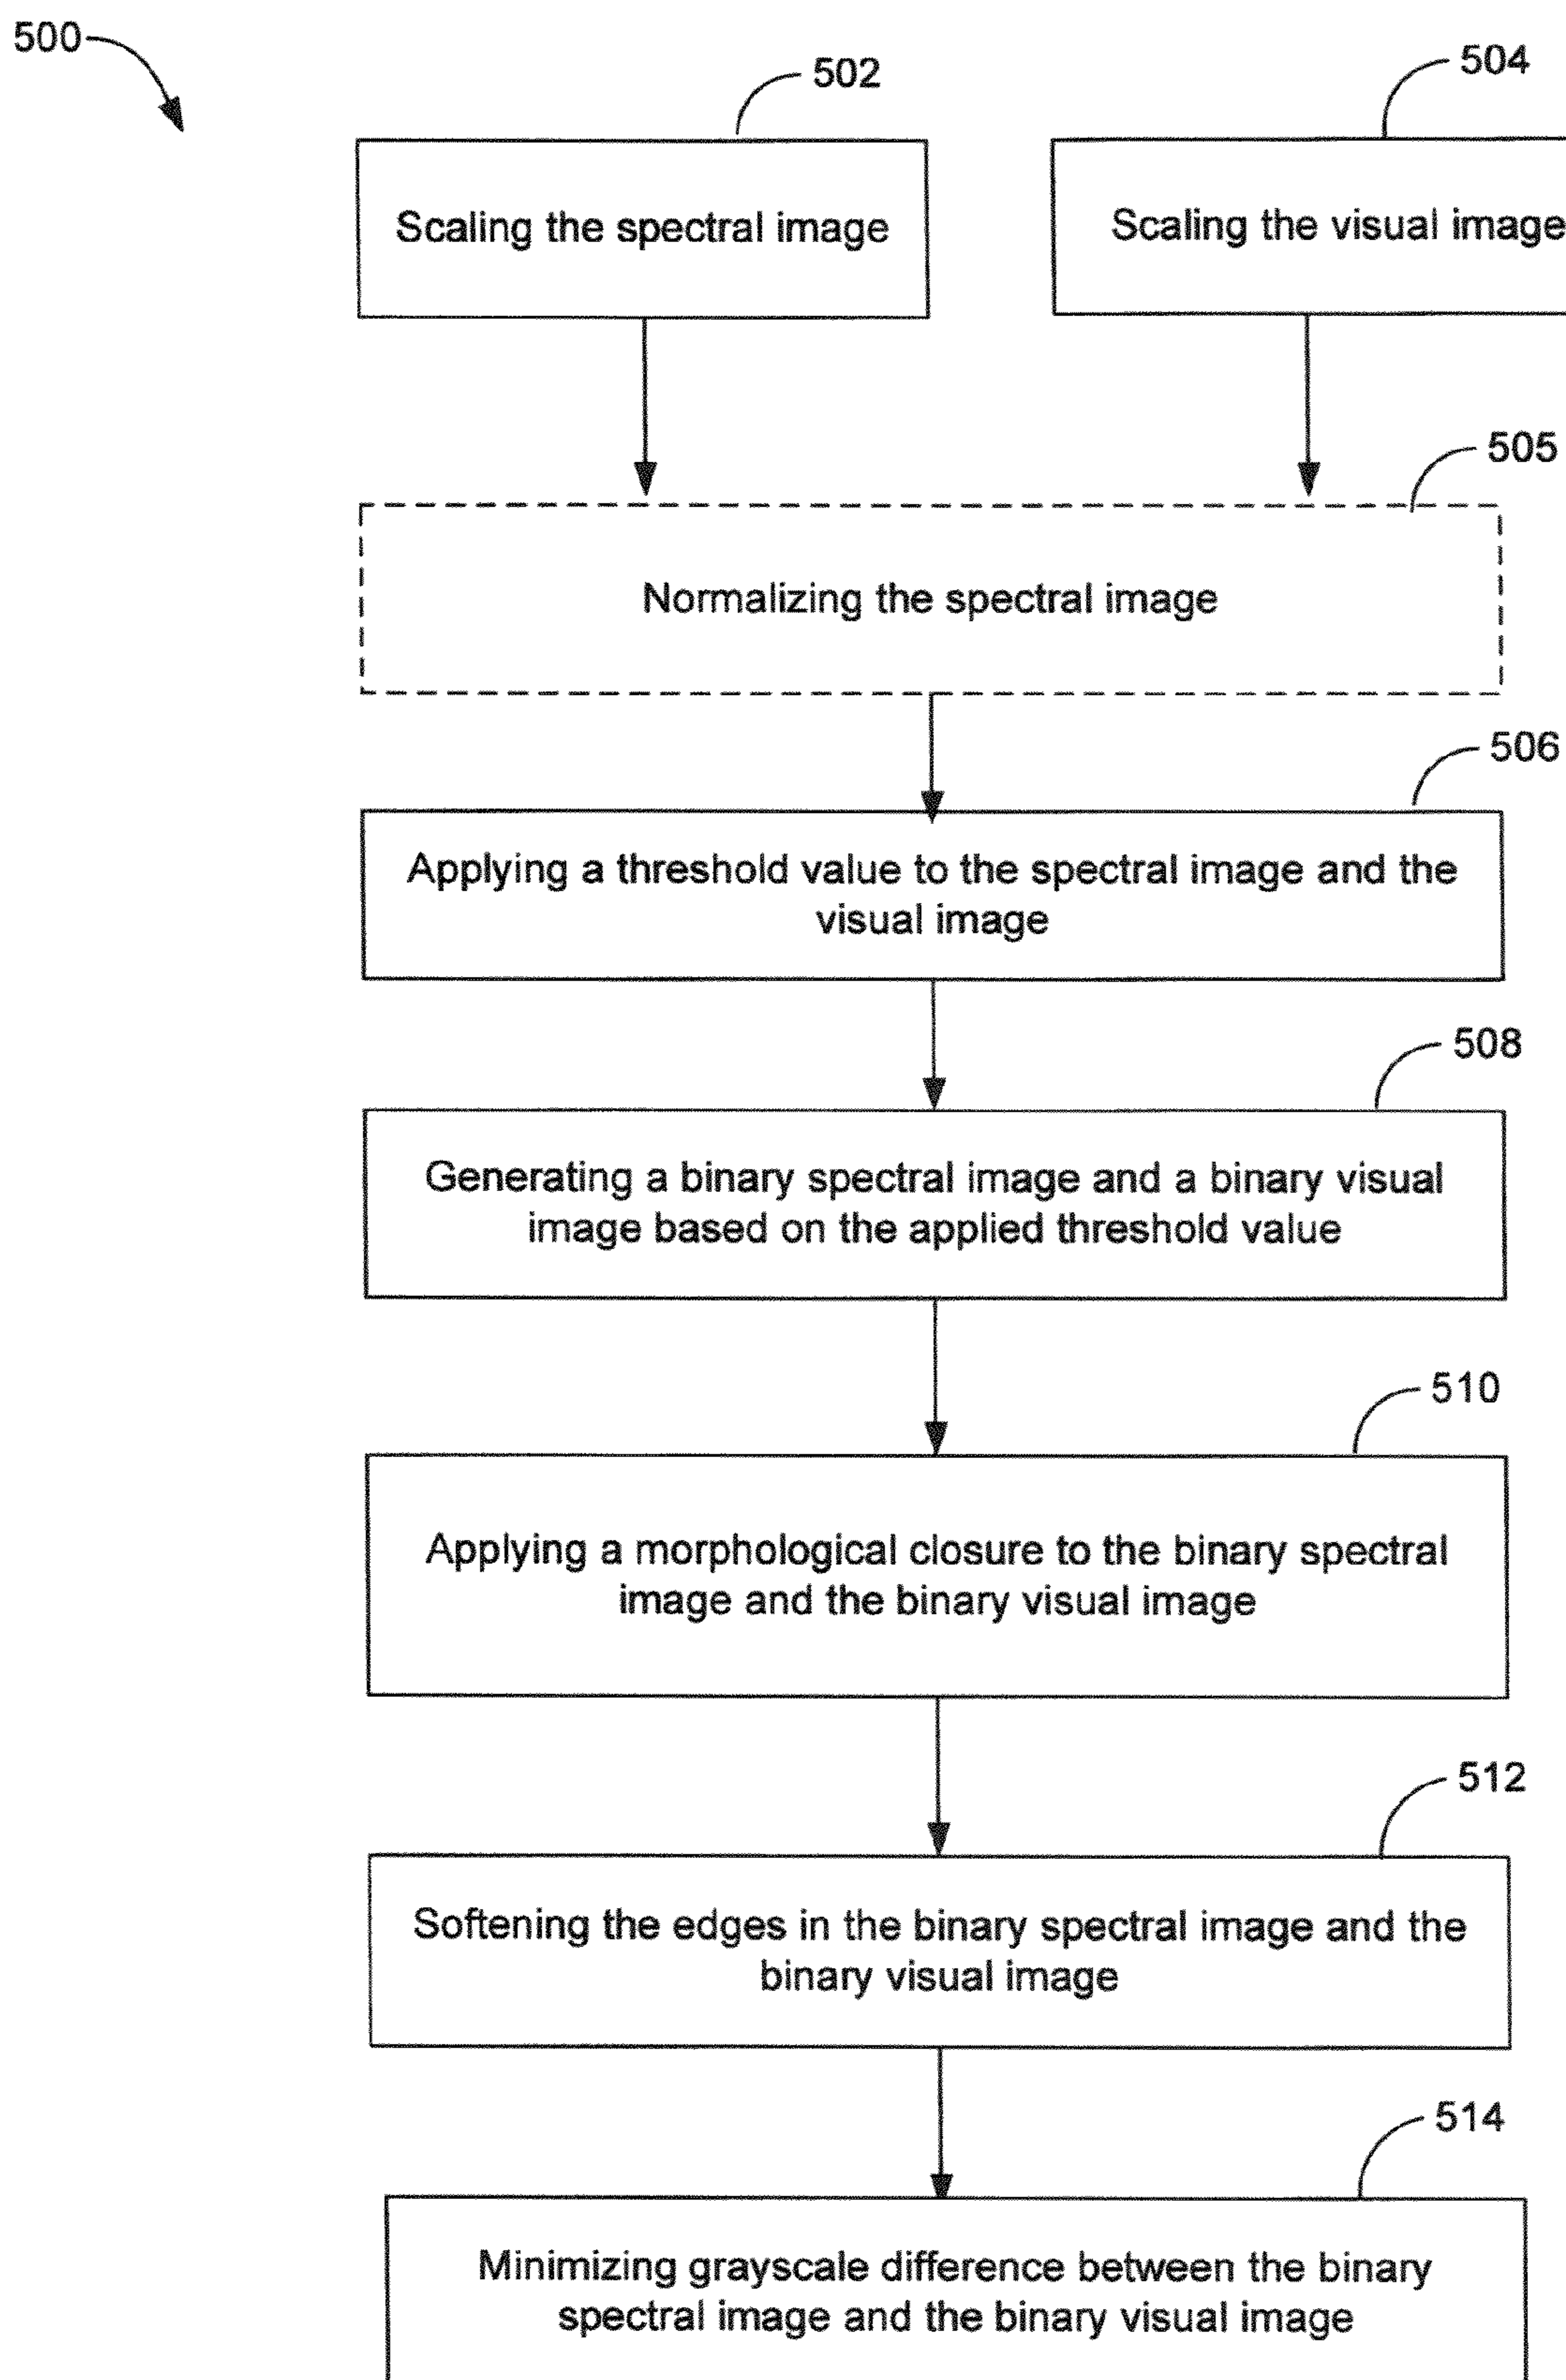 500
502
504
Scaling the spectral image
Scaling the visual image
505
Normalizing the spectral image
506
Applying a threshold value to the spectral image and the
visual image
508
Generating a binary spectral image and a binary visual
image based on the applied threshold value
510
Applying a morphological closure to the binary spectral
image and the binary visual image
512
Softening the edges in the binary spectral image and the
binary visual image
514
Minimizing grayscale difference between the binary
spectral image and the binary visual image